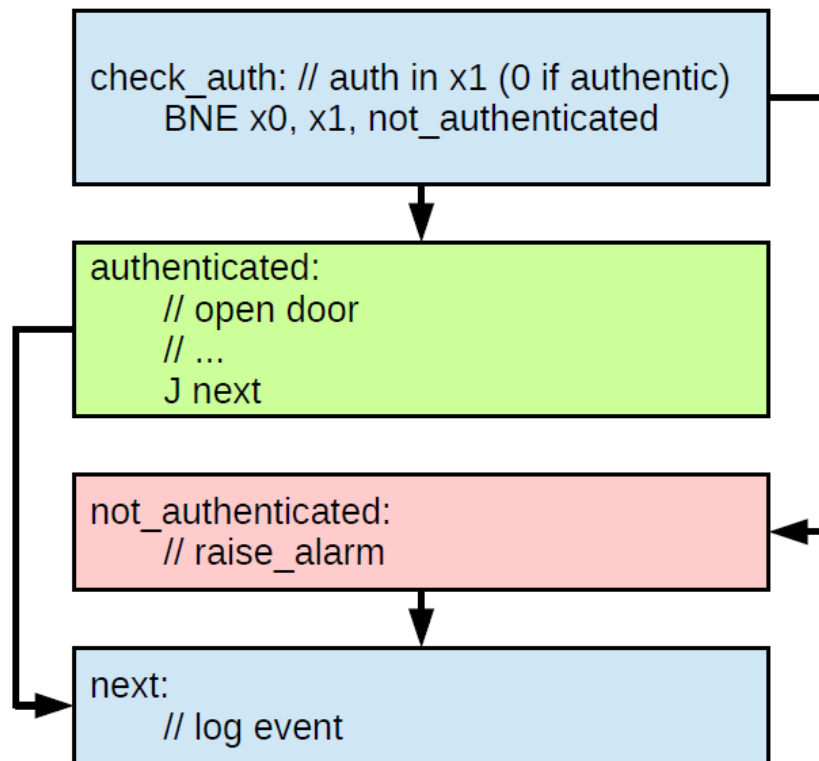 check_auth: // auth in x1 (0 if authentic)
BNE x0, x1, not_authenticated
authenticated:
// open door
// ...
J next
not_authenticated:
// raise_alarm
next:
// log event